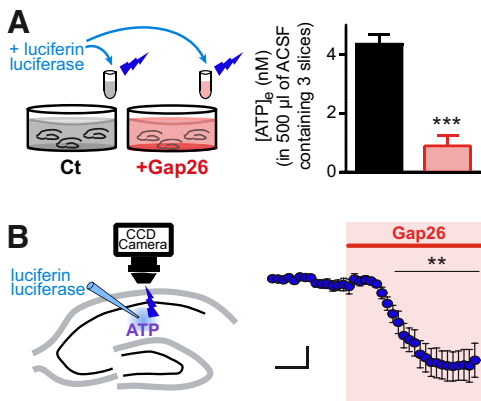 A
+ luciferin
luciferase
Ct
+Gap26
[ATP]e (nM)
(in 500 µl of ACSF
containing 3 slices)
4
2
0
***
B
CCD
Camera
luciferin
luciferase
ATP
Gap26
**